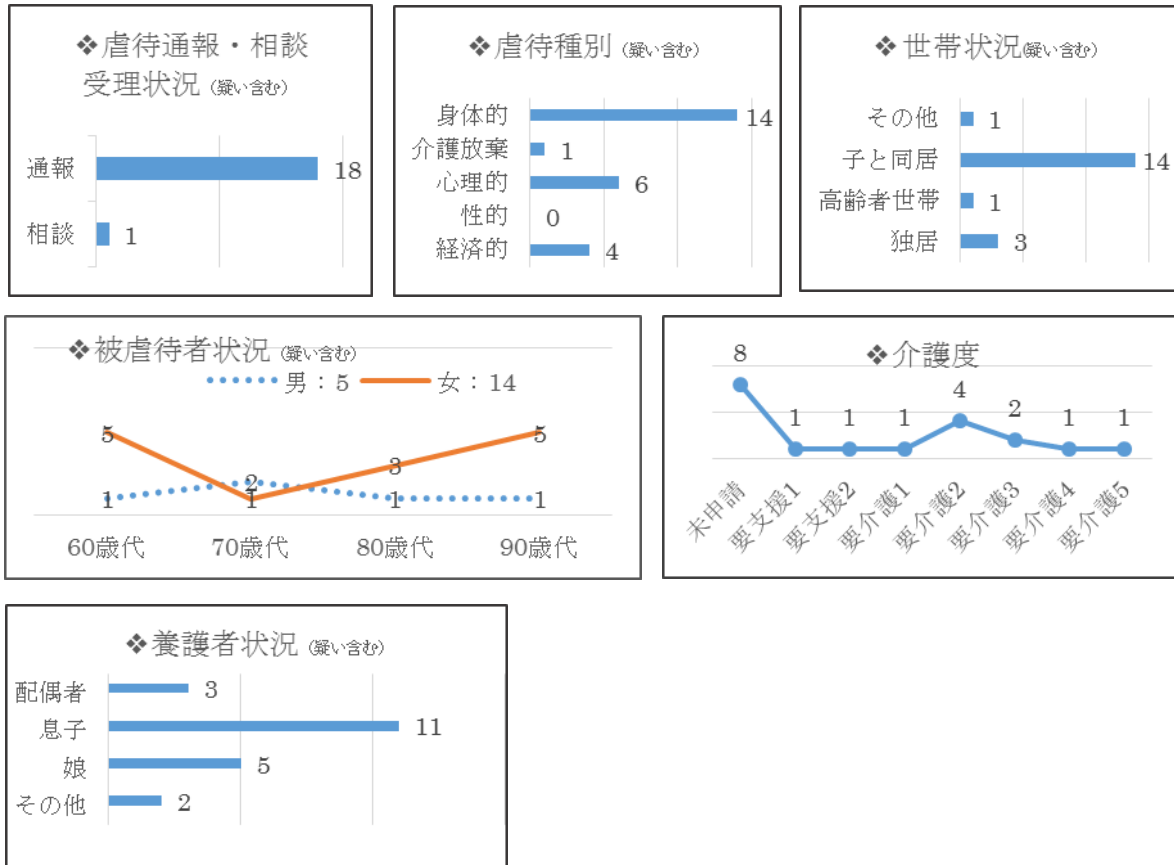 ❖虐待通報・相談
受理状況 (疑い含む)
通報 18
相談 1
❖虐待種別 (疑い含む)
身体的 14
介護放棄 1
心理的 6
性的 0
経済的 4
❖世帯状況(疑い含む)
その他 1
子と同居 14
高齢者世帯 1
独居 3
❖被虐待者状況 (疑い含む)
男：5 女：14
5 2 3 5
1 1 1 1
60歳代 70歳代 80歳代 90歳代
❖介護度
8 1 1 1 4 2 1 1
未申請 要支援1 要支援2 要介護1 要介護2 要介護3 要介護4 要介護5
❖養護者状況 (疑い含む)
配偶者 3
息子 11
娘 5
その他 2